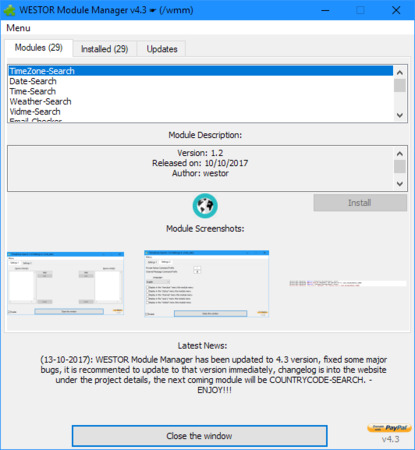 WESTOR Module Manager v4.3 ☛ (/wmm)
Menu
Modules (29)
Installed (29)
Updates
TimeZone-Search
Date-Search
Time-Search
Weather-Search
Vidme-Search
Email-Checker
Module Description:
Version: 1.2
Released on: 10/10/2017
Author: westor
Install
Module Screenshots:
Latest News:
(13-10-2017): WESTOR Module Manager has been updated to 4.3 version, fixed some major
bugs, it is recommented to update to that version immediately, changelog is into the website
under the project details, the next coming module will be COUNTRYCODE-SEARCH. -
ENJOY!!!
Close the window
PayPal
v4.3